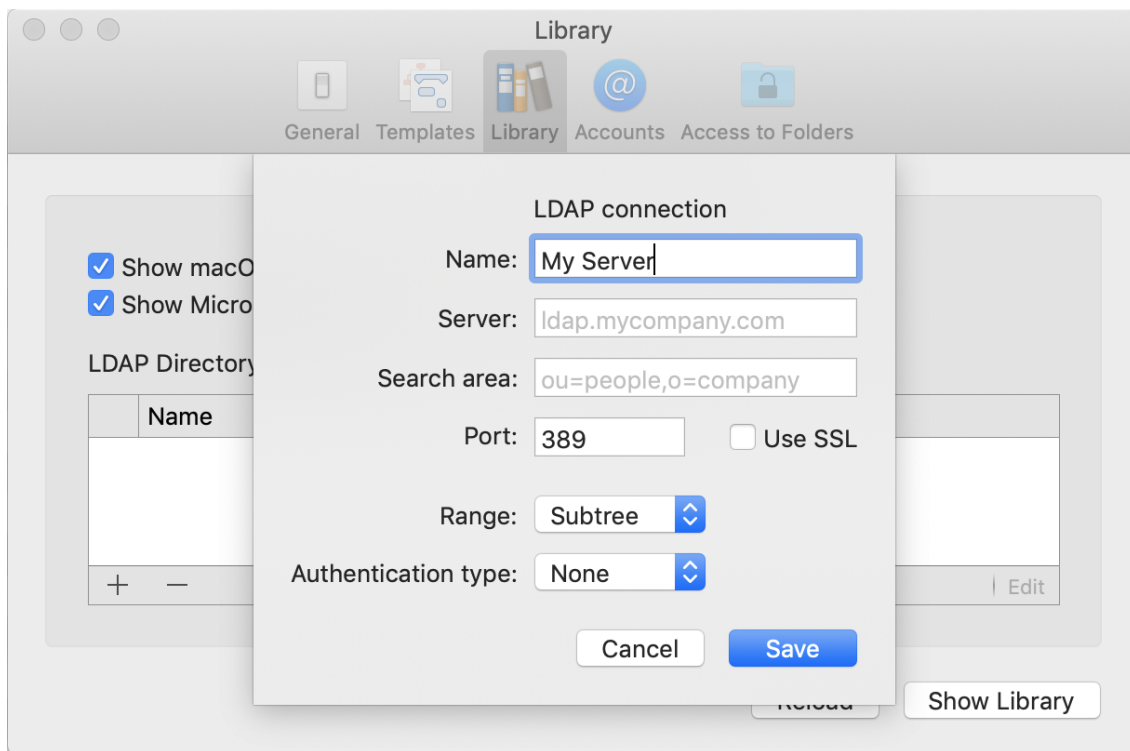 Library
General Templates Library Accounts Access to Folders
LDAP connection
Name: My Server
Server: ldap.mycompany.com
Search area: ou=people,o=company
Port: 389 Use SSL
Range: Subtree
Authentication type: None
Cancel Save
Show macO
Show Micro
LDAP Directory
Name
+ −
Edit
Reload Show Library